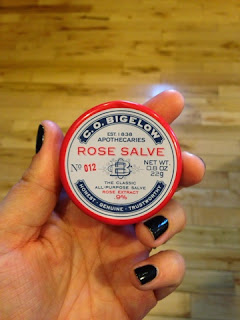 C.O. BIGELOW
EST. 1838
APOTHECARIES
ROSE SALVE
No 012
NET WT.
0.8 OZ
22g
THE CLASSIC
ALL-PURPOSE SALVE
ROSE EXTRACT
9%
HONEST · GENUINE · TRUSTWORTHY